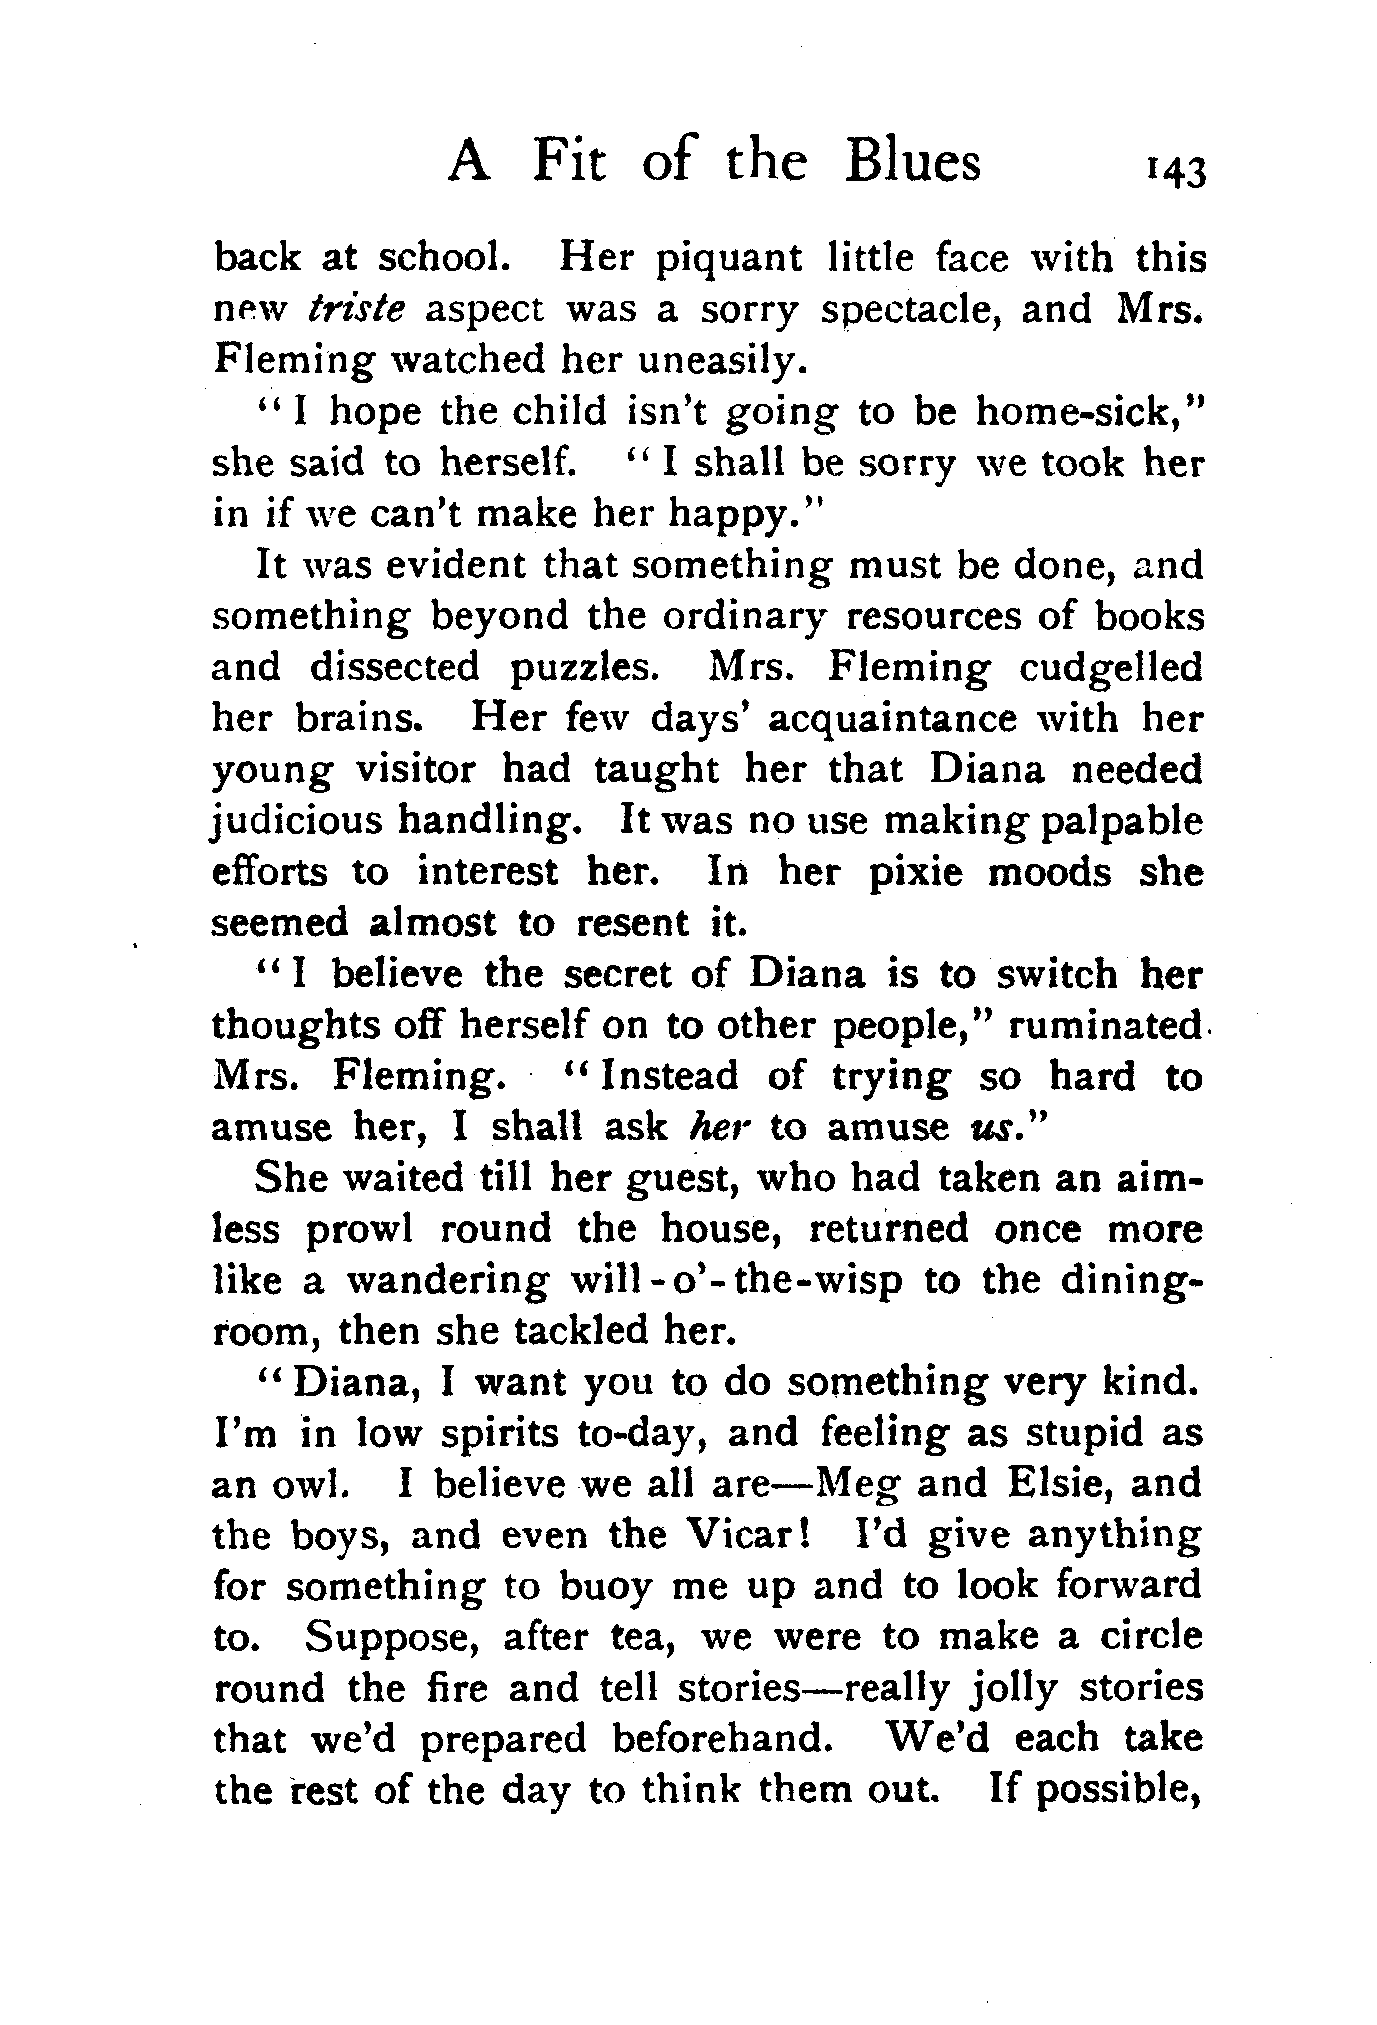 A Fit of the Blues 143
back at school. Her piquant little face with this
new triste aspect was a sorry spectacle, and Mrs.
Fleming watched her uneasily.
"I hope the child isn't going to be home-sick,"
she said to herself. "I shall be sorry we took her
in if we can't make her happy."
It was evident that something must be done, and
something beyond the ordinary resources of books
and dissected puzzles. Mrs. Fleming cudgelled
her brains. Her few days' acquaintance with her
young visitor had taught her that Diana needed
judicious handling. It was no use making palpable
efforts to interest her. In her pixie moods she
seemed almost to resent it.
"I believe the secret of Diana is to switch her
thoughts off herself on to other people," ruminated
Mrs. Fleming. "Instead of trying so hard to
amuse her, I shall ask her to amuse us."
She waited till her guest, who had taken an aim-
less prowl round the house, returned once more
like a wandering will-o'-the-wisp to the dining-
room, then she tackled her.
"Diana, I want you to do something very kind.
I'm in low spirits to-day, and feeling as stupid as
an owl. I believe we all are—Meg and Elsie, and
the boys, and even the Vicar! I'd give anything
for something to buoy me up and to look forward
to. Suppose, after tea, we were to make a circle
round the fire and tell stories—really jolly stories
that we'd prepared beforehand. We'd each take
the rest of the day to think them out. If possible,